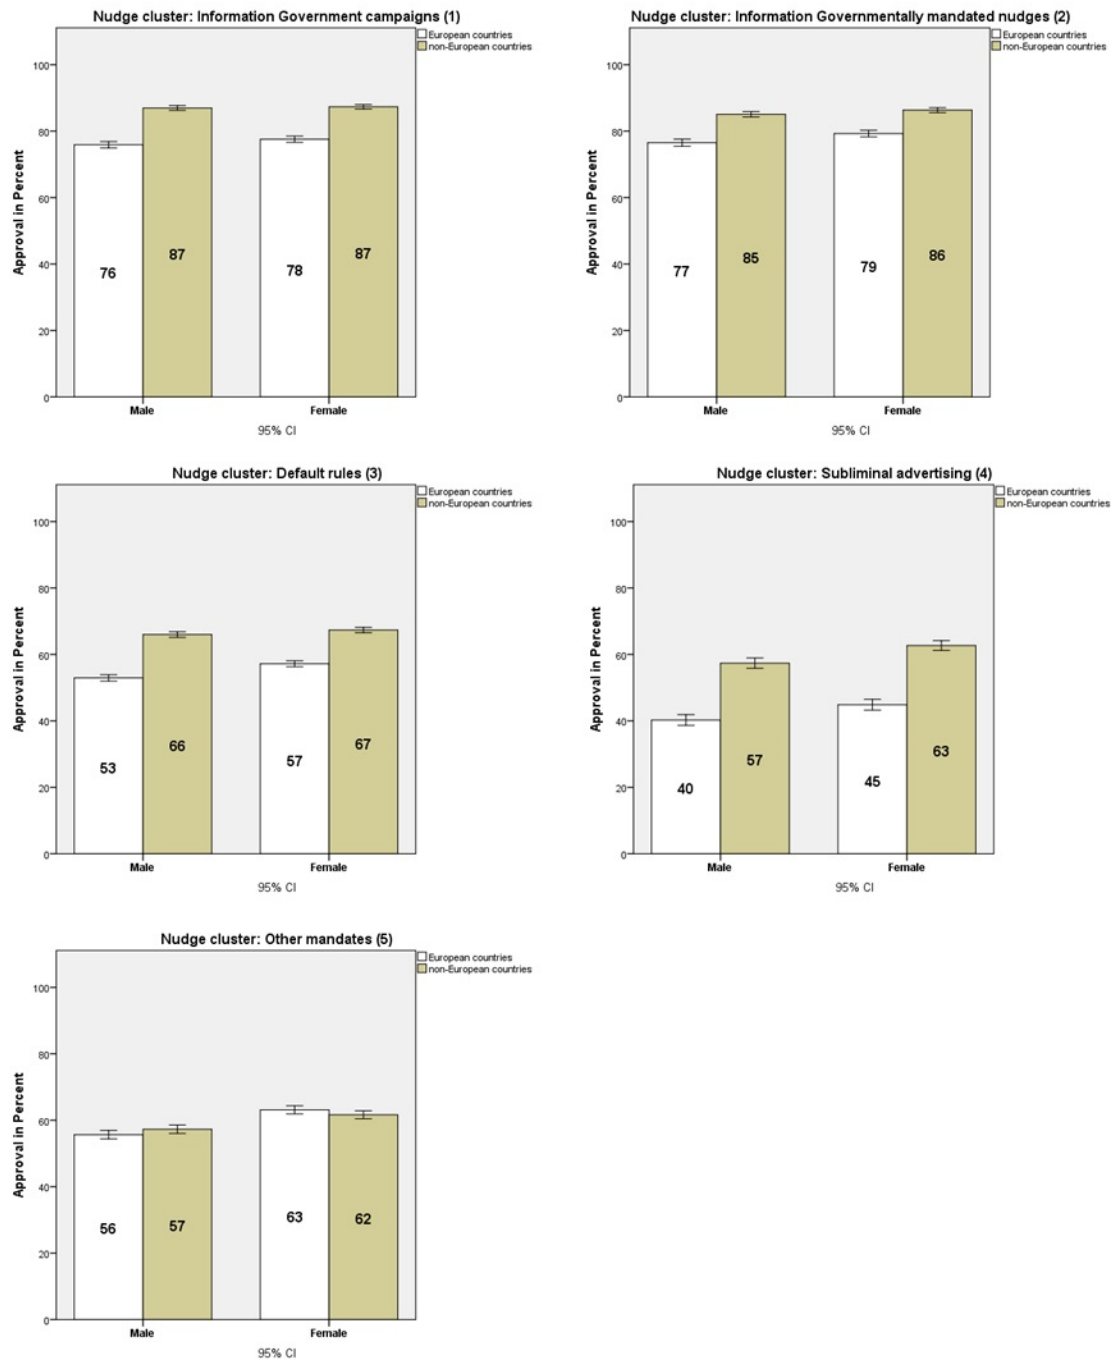 Nudge cluster: Information Government campaigns (1)
European countries
non-European countries
Approval in Percent
100
80
60
40
20
0
76
87
78
87
Male
Female
95% CI
Nudge cluster: Information Governmentally mandated nudges (2)
European countries
non-European countries
Approval in Percent
100
80
60
40
20
0
77
85
79
86
Male
Female
95% CI
Nudge cluster: Default rules (3)
European countries
non-European countries
Approval in Percent
100
80
60
40
20
0
53
66
57
67
Male
Female
95% CI
Nudge cluster: Subliminal advertising (4)
European countries
non-European countries
Approval in Percent
100
80
60
40
20
0
40
57
45
63
Male
Female
95% CI
Nudge cluster: Other mandates (5)
European countries
non-European countries
Approval in Percent
100
80
60
40
20
0
56
57
63
62
Male
Female
95% CI